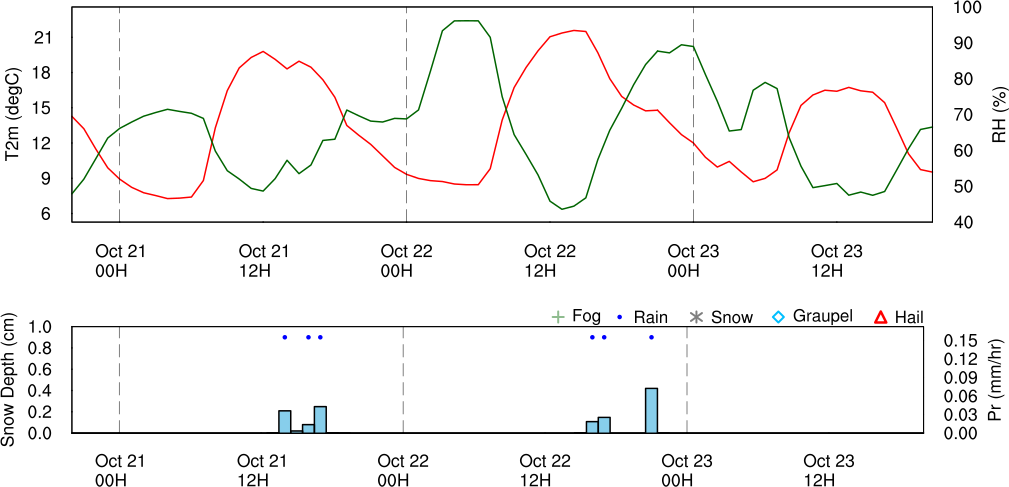 100
21
90
18
80
15
70
12
60
9
50
6
40
T2m (degC)
RH (%)
Oct 21 Oct 21 Oct 22 Oct 22 Oct 23 Oct 23
00H 12H 00H 12H 00H 12H
Fog Rain Snow Graupel Hail
1.0
0.8
0.6
0.4
0.2
0.0
Snow Depth (cm)
0.15
0.12
0.09
0.06
0.03
0.00
Pr (mm/hr)
Oct 21 Oct 21 Oct 22 Oct 22 Oct 23 Oct 23
00H 12H 00H 12H 00H 12H